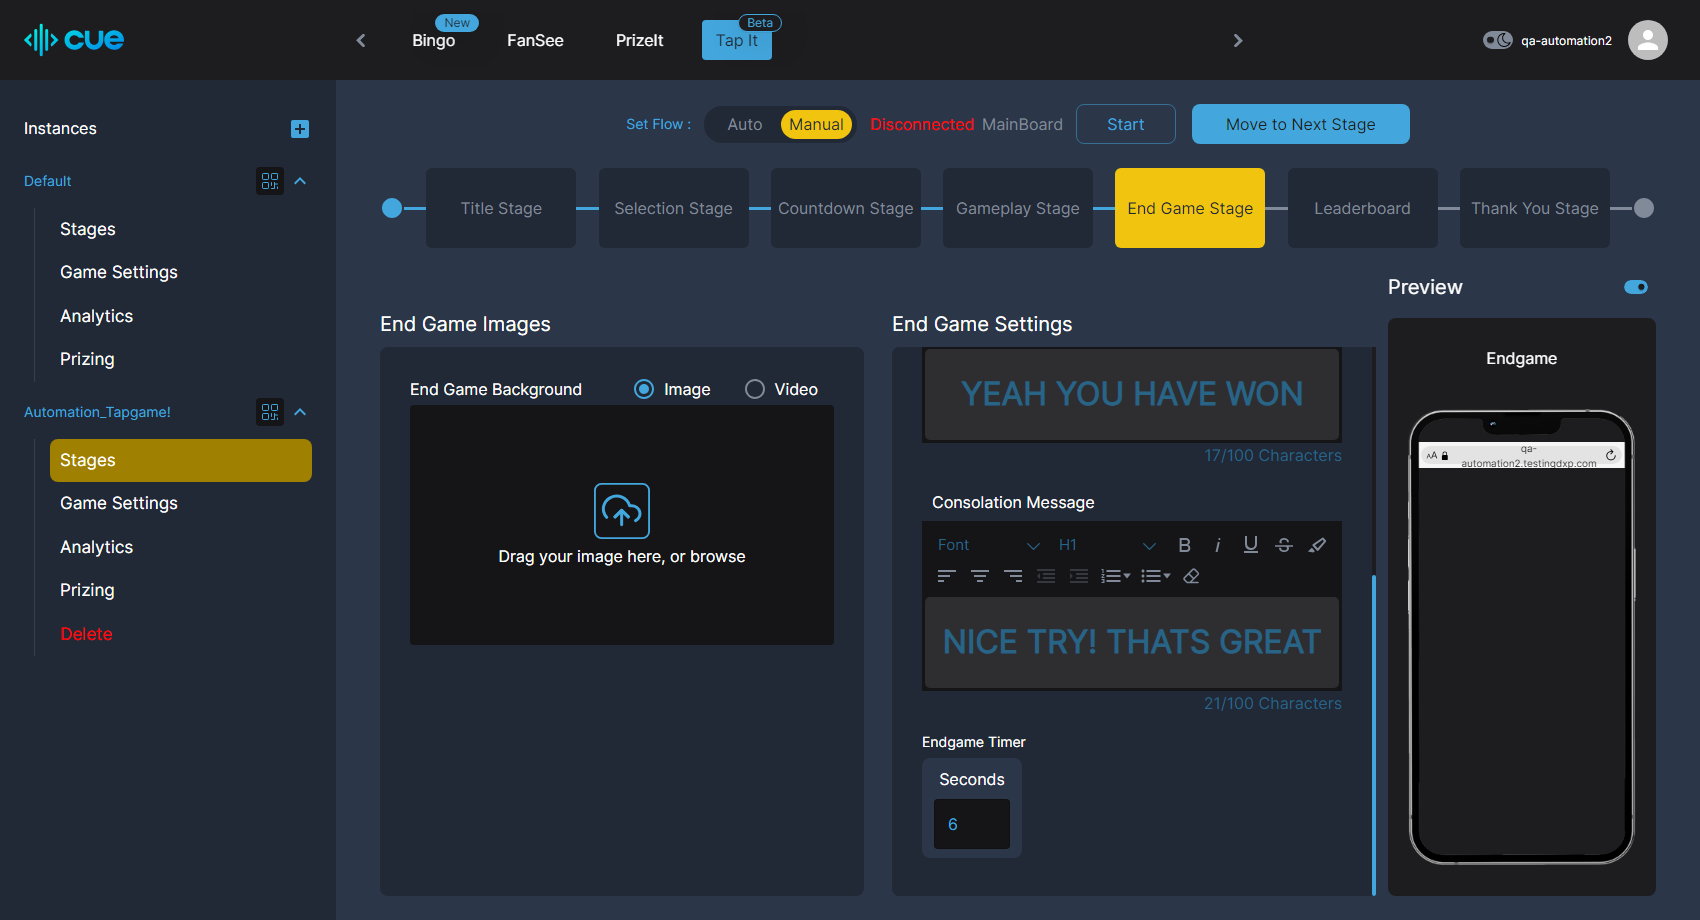 cue
New
Bingo
FanSee
PrizeIt
Beta
Tap It
qa-automation2
Instances
Default
Stages
Game Settings
Analytics
Prizing
Automation_Tapgame!
Stages
Game Settings
Analytics
Prizing
Delete
Set Flow :
Auto
Manual
Disconnected MainBoard
Start
Move to Next Stage
Title Stage
Selection Stage
Countdown Stage
Gameplay Stage
End Game Stage
Leaderboard
Thank You Stage
End Game Images
End Game Background
Image
Video
Drag your image here, or browse
End Game Settings
YEAH YOU HAVE WON
17/100 Characters
Consolation Message
Font
H1
B i U S
NICE TRY! THATS GREAT
21/100 Characters
Endgame Timer
Seconds
6
Preview
Endgame
AA
qa-
automation2.testingdxp.com